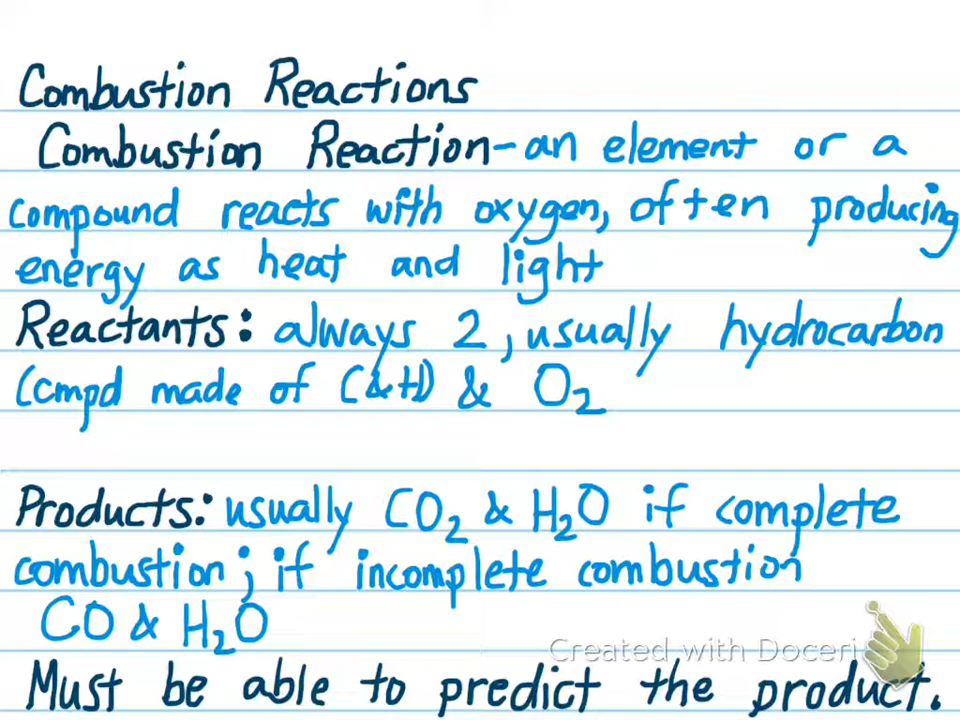 Combustion Reactions
Combustion Reaction-an element or a
compound reacts with oxygen, often producing
energy as heat and light
Reactants: always 2, usually hydrocarbon
(cmpd made of C&H) & O₂
Products: usually CO₂ & H₂O if complete
combustion; if incomplete combustion
CO & H₂O
Created with Doceri
Must be able to predict the product.